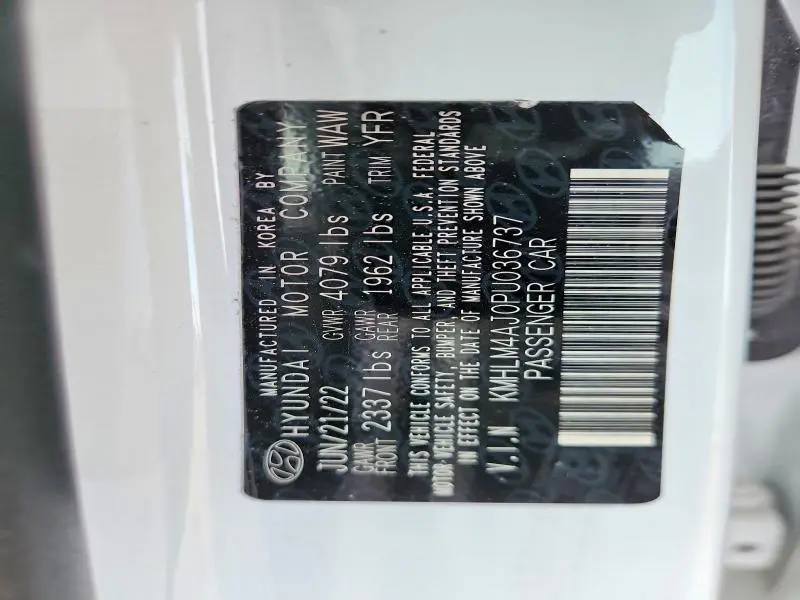 MANUFACTURED IN KOREA BY
HYUNDAI MOTOR COMPANY
JUN/21/22 GVWR 4079 lbs PAINT WAW
GAWR FRONT 2337 lbs GAWR REAR 1962 lbs TRIM YFR
THIS VEHICLE CONFORMS TO ALL APPLICABLE U.S.A. FEDERAL
MOTOR VEHICLE SAFETY, BUMPER, AND THEFT PREVENTION STANDARDS
IN EFFECT ON THE DATE OF MANUFACTURE SHOWN ABOVE
V.I.N KMHLM4AJ0PU036737
PASSENGER CAR